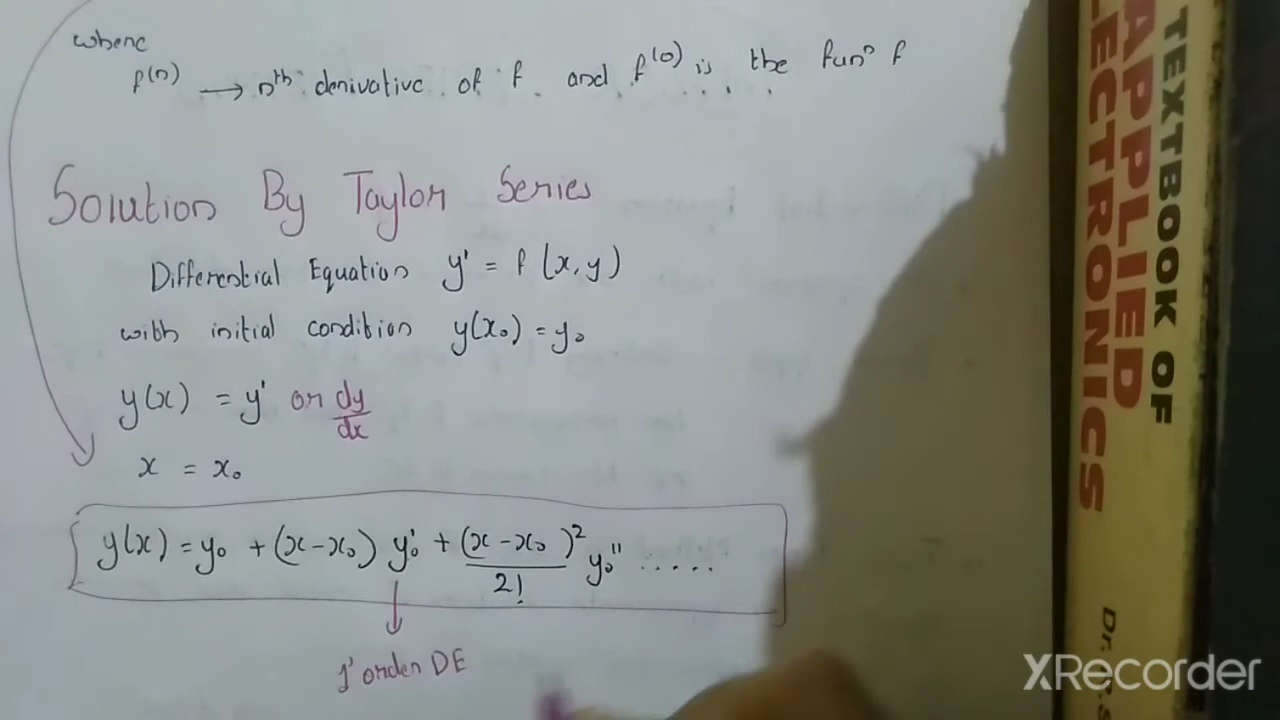 where
f(n) → nth derivative of f and f(0) is the funn f
Solution By Taylor Series
Differential Equation y' = f(x, y)
with initial condition y(x₀) = y₀
y(x) = y' or dy/dx
x = x₀
y(x) = y₀ + (x-x₀) y₀' + (x-x₀)²/2! y₀'' .....
1' order DE
TEXTBOOK OF
APPLIED
ELECTRONICS
Dr.
XRecorder